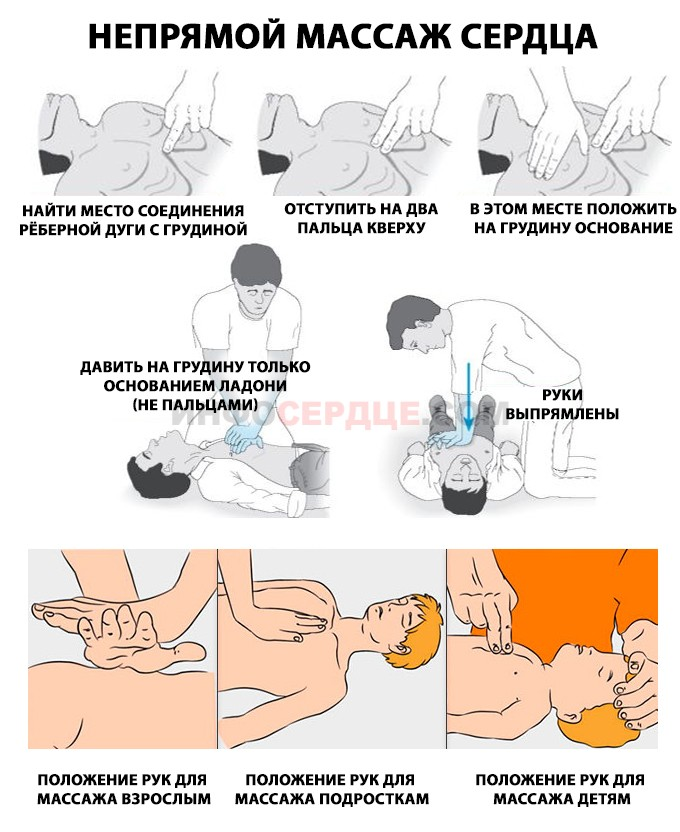 НЕПРЯМОЙ МАССАЖ СЕРДЦА
НАЙТИ МЕСТО СОЕДИНЕНИЯ
РЁБЕРНОЙ ДУГИ С ГРУДИНОЙ
ОТСТУПИТЬ НА ДВА
ПАЛЬЦА КВЕРХУ
В ЭТОМ МЕСТЕ ПОЛОЖИТЬ
НА ГРУДИНУ ОСНОВАНИЕ
ДАВИТЬ НА ГРУДИНУ ТОЛЬКО
ОСНОВАНИЕМ ЛАДОНИ
(НЕ ПАЛЬЦАМИ)
РУКИ
ВЫПРЯМЛЕНЫ
ИНФОСЕРДЦЕ.COM
ПОЛОЖЕНИЕ РУК ДЛЯ
МАССАЖА ВЗРОСЛЫМ
ПОЛОЖЕНИЕ РУК ДЛЯ
МАССАЖА ПОДРОСТКАМ
ПОЛОЖЕНИЕ РУК ДЛЯ
МАССАЖА ДЕТЯМ